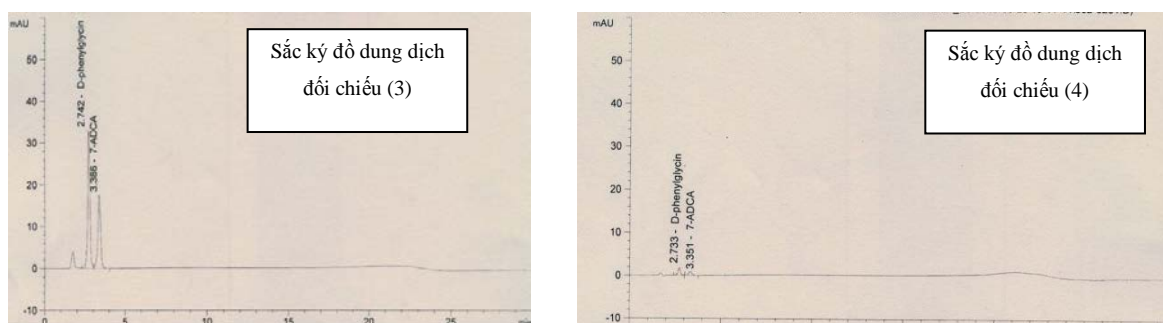 mAU
50
40
30
20
10
0
-10
0
5
10
15
20
25
2.742 - D-phenylglycin
3.386 - 7-ADCA
Sắc ký đồ dung dịch
đối chiếu (3)
mAU
50
40
30
20
10
0
-10
2.733 - D-phenylglycin
3.351 - 7-ADCA
Sắc ký đồ dung dịch
đối chiếu (4)